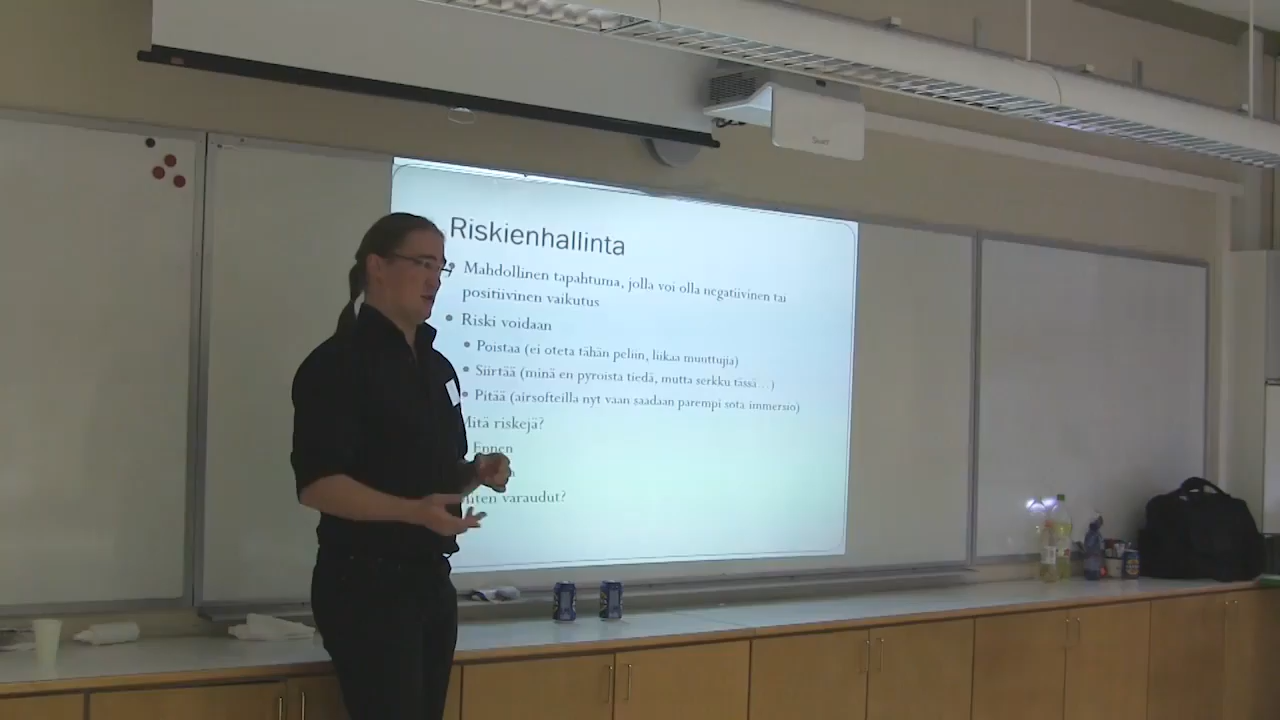 Riskienhallinta
Mahdollinen tapahtuma, jolla voi olla negatiivinen tai
positiivinen vaikutus
Riski voidaan
Poistaa (ei oteta tähän peliin, liikaa muuttujia)
Siirtää (minä en pyroista tiedä, mutta serkku tässä . . )
Pitää (airsofteilla nyt vaan saadaan parempi sota immersio)
Mitä riskejä?
Ennen
varaudut?